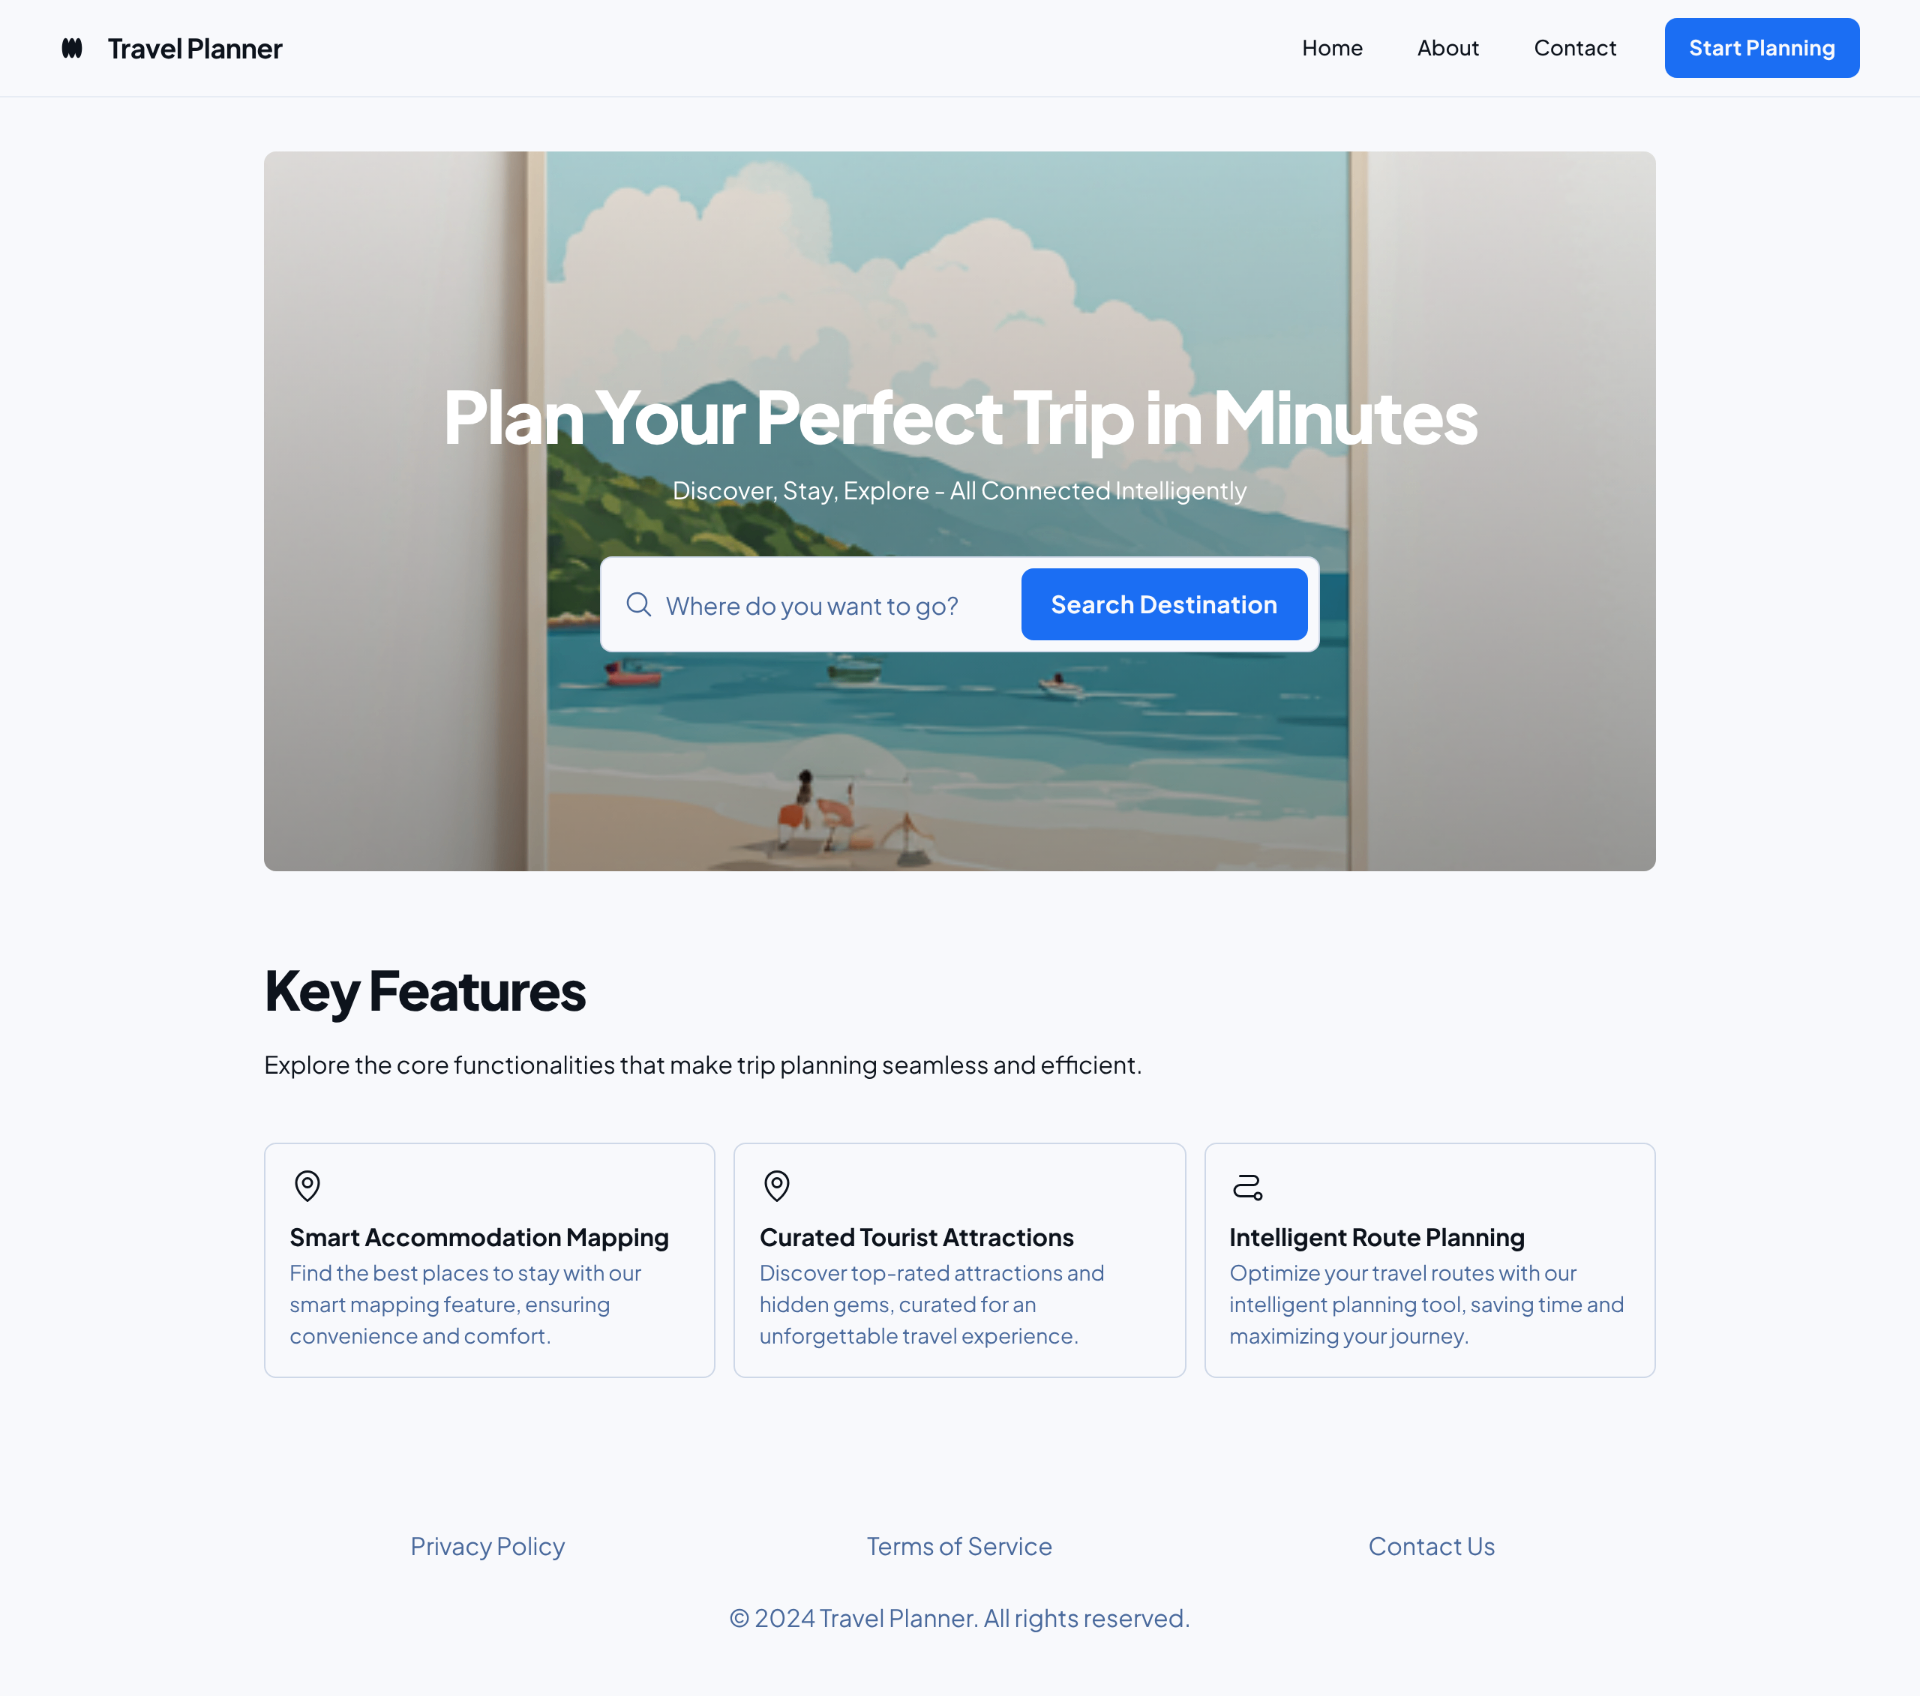 Travel Planner
Home
About
Contact
Start Planning
Plan Your Perfect Trip in Minutes
Discover, Stay, Explore - All Connected Intelligently
Where do you want to go?
Search Destination
Key Features
Explore the core functionalities that make trip planning seamless and efficient.
Smart Accommodation Mapping
Find the best places to stay with our
smart mapping feature, ensuring
convenience and comfort.
Curated Tourist Attractions
Discover top-rated attractions and
hidden gems, curated for an
unforgettable travel experience.
Intelligent Route Planning
Optimize your travel routes with our
intelligent planning tool, saving time and
maximizing your journey.
Privacy Policy
Terms of Service
Contact Us
© 2024 Travel Planner. All rights reserved.